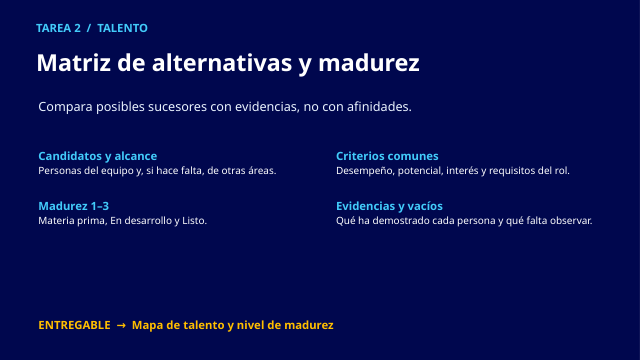 TAREA 2 / TALENTO
Matriz de alternativas y madurez
Compara posibles sucesores con evidencias, no con afinidades.
Candidatos y alcance
Personas del equipo y, si hace falta, de otras áreas.
Criterios comunes
Desempeño, potencial, interés y requisitos del rol.
Madurez 1–3
Materia prima, En desarrollo y Listo.
Evidencias y vacíos
Qué ha demostrado cada persona y qué falta observar.
ENTREGABLE → Mapa de talento y nivel de madurez